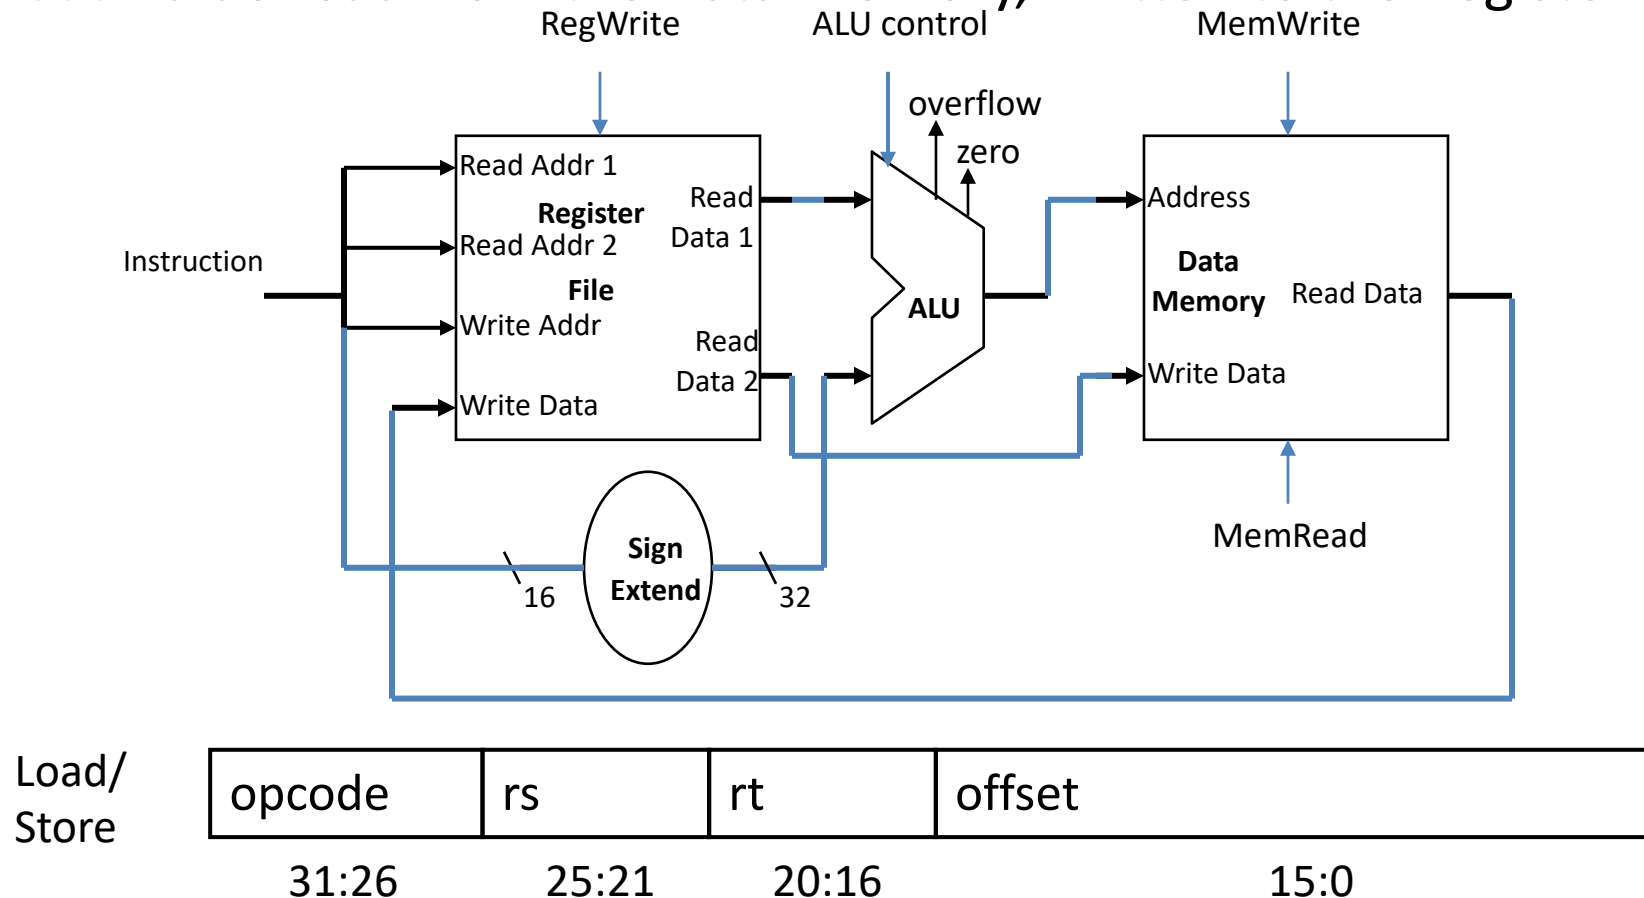 RegWrite ALU control MemWrite
overflow
zero
Read Addr 1
Register
Read Addr 2
File
Write Addr
Write Data
Read
Data 1
Read
Data 2
Instruction
ALU
Address
Data
Memory
Read Data
Write Data
MemRead
Sign
Extend
16
32
Load/
Store
opcode rs rt offset
31:26 25:21 20:16 15:0